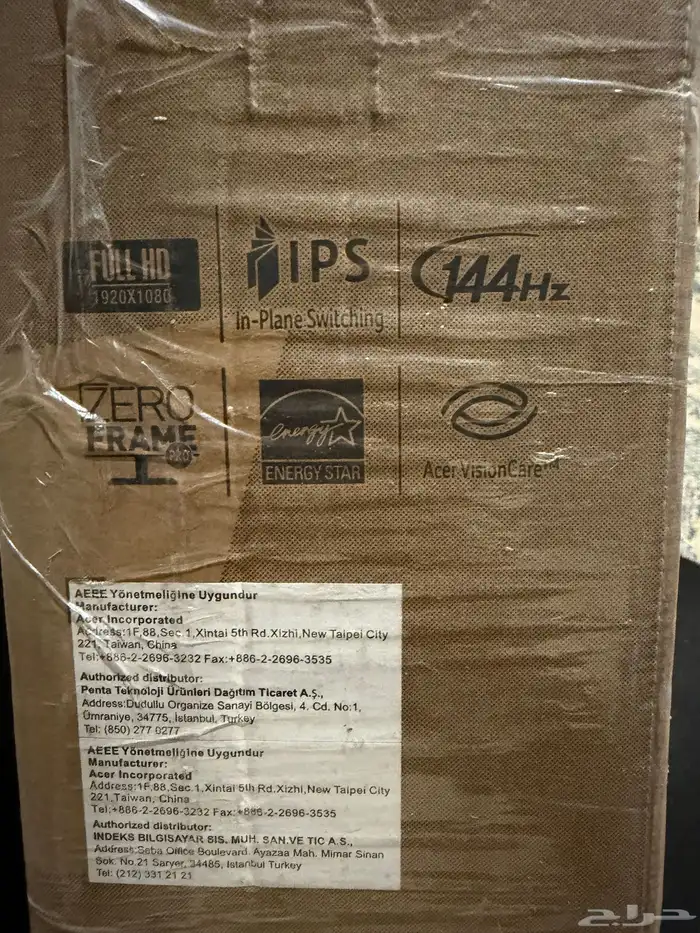 FULL HD
1920X1080
IPS
In-Plane Switching
144Hz
ZERO
FRAME
PRO
energy
ENERGY STAR
Acer VisionCare™
AEEE Yönetmeliğine Uygundur
Manufacturer:
Acer Incorporated
Address:1F,88,Sec.1,Xintai 5th Rd.Xizhi,New Taipei City
221,Taiwan, China
Tel:+886-2-2696-3232 Fax:+886-2-2696-3535
Authorized distributor:
Penta Teknoloji Ürünleri Dağıtım Ticaret A.Ş.,
Address:Dudullu Organize Sanayi Bölgesi, 4. Cd. No:1,
Ümraniye, 34775, İstanbul, Turkey
Tel: (850) 277 0277
AEEE Yönetmeliğine Uygundur
Manufacturer:
Acer Incorporated
Address:1F,88,Sec.1,Xintai 5th Rd.Xizhi,New Taipei City
221,Taiwan, China
Tel:+886-2-2696-3232 Fax:+886-2-2696-3535
Authorized distributor:
INDEKS BILGISAYAR SIS. MUH. SAN.VE TIC A.S.,
Address:Seba Office Boulevard. Ayazaa Mah. Mimar Sinan
Sok. No.21 Saryer, 34485, Istanbul Turkey
Tel: (212) 331 21 21
حراج